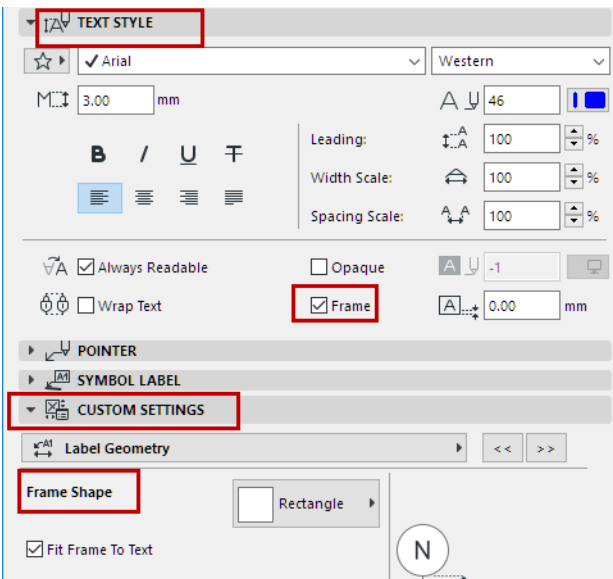 TEXT STYLE
Arial
Western
3.00 mm
46
B I U T
Leading: 100 %
Width Scale: 100 %
Spacing Scale: 100 %
Always Readable
Opaque
-1
Wrap Text
Frame
0.00 mm
POINTER
SYMBOL LABEL
CUSTOM SETTINGS
Label Geometry
<< >>
Frame Shape
Rectangle
Fit Frame To Text
N